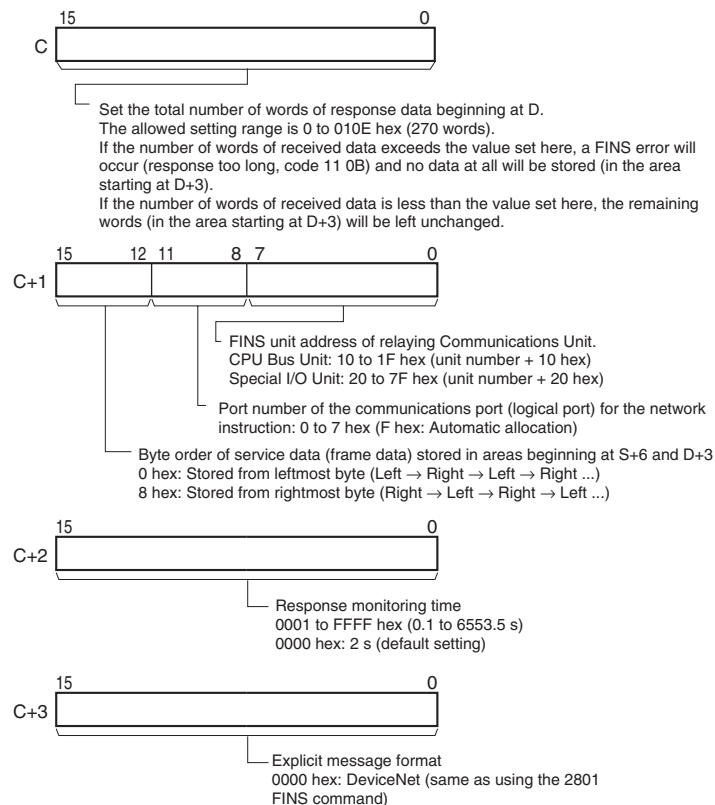 15 0
C
Set the total number of words of response data beginning at D.
The allowed setting range is 0 to 010E hex (270 words).
If the number of words of received data exceeds the value set here, a FINS error will
occur (response too long, code 11 0B) and no data at all will be stored (in the area
starting at D+3).
If the number of words of received data is less than the value set here, the remaining
words (in the area starting at D+3) will be left unchanged.
15 12 11 8 7 0
C+1
FINS unit address of relaying Communications Unit.
CPU Bus Unit: 10 to 1F hex (unit number + 10 hex)
Special I/O Unit: 20 to 7F hex (unit number + 20 hex)
Port number of the communications port (logical port) for the network
instruction: 0 to 7 hex (F hex: Automatic allocation)
Byte order of service data (frame data) stored in areas beginning at S+6 and D+3
0 hex: Stored from leftmost byte (Left → Right → Left → Right ...)
8 hex: Stored from rightmost byte (Right → Left → Right → Left ...)
15 0
C+2
Response monitoring time
0001 to FFFF hex (0.1 to 6553.5 s)
0000 hex: 2 s (default setting)
15 0
C+3
Explicit message format
0000 hex: DeviceNet (same as using the 2801
FINS command)